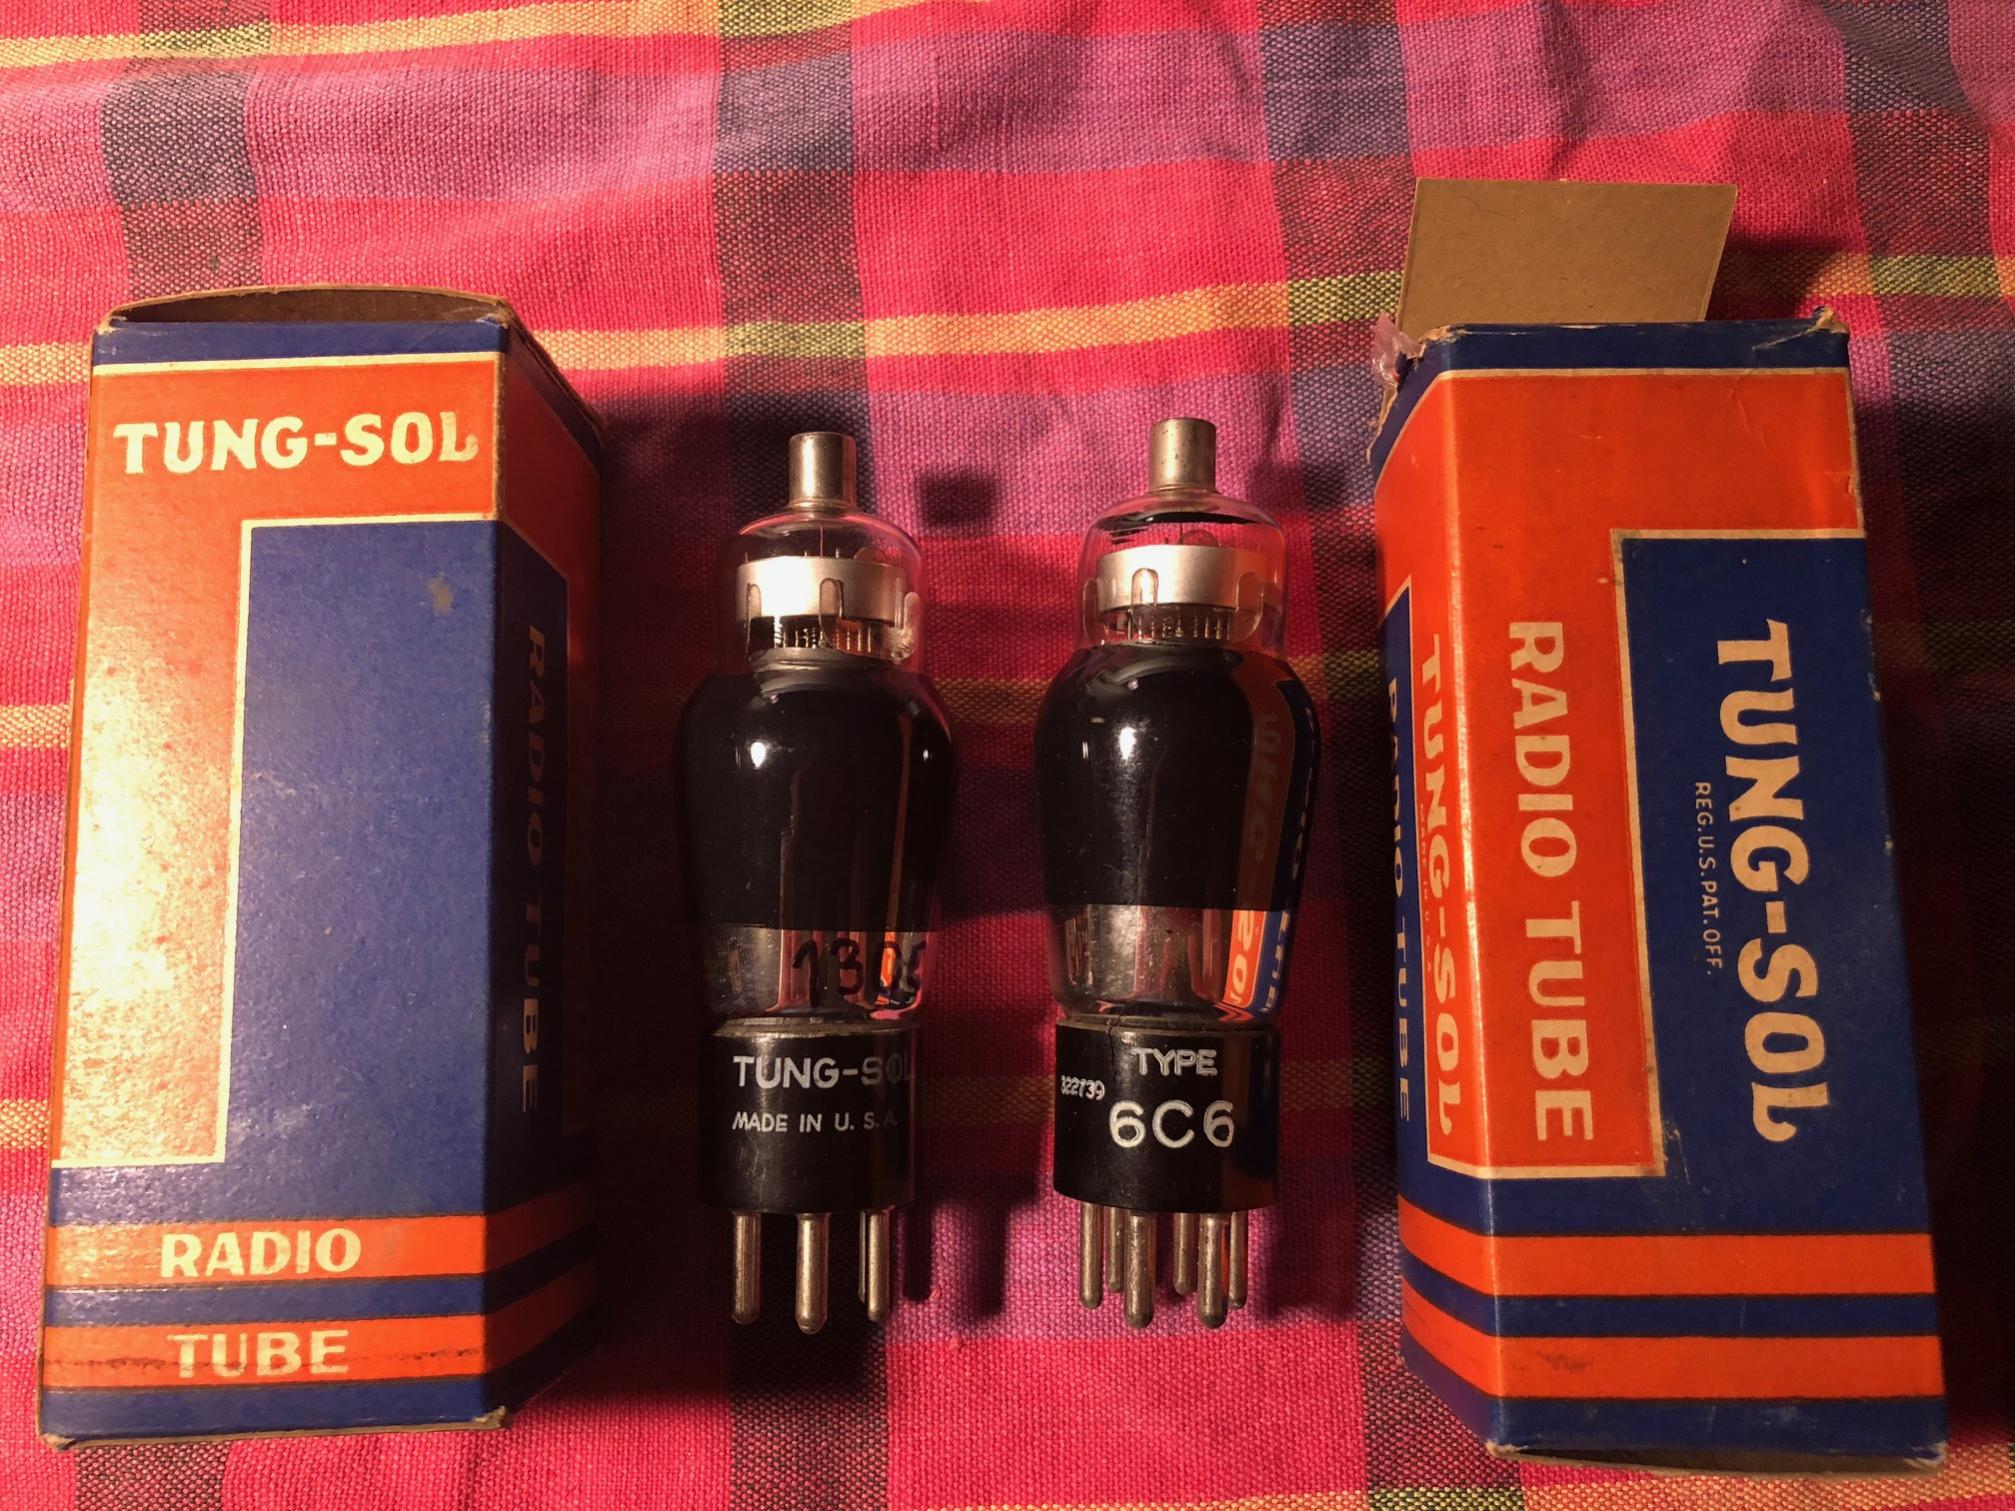 TUNG-SOL
RADIO TUBE
RADIO
TUBE
1305
TUNG-SOL
MADE IN U. S. A.
TYPE
322739
6C6
RADIO TUBE
TUNG-SOL
RADIO TUBE
TUNG-SOL
REG. U.S. PAT. OFF.